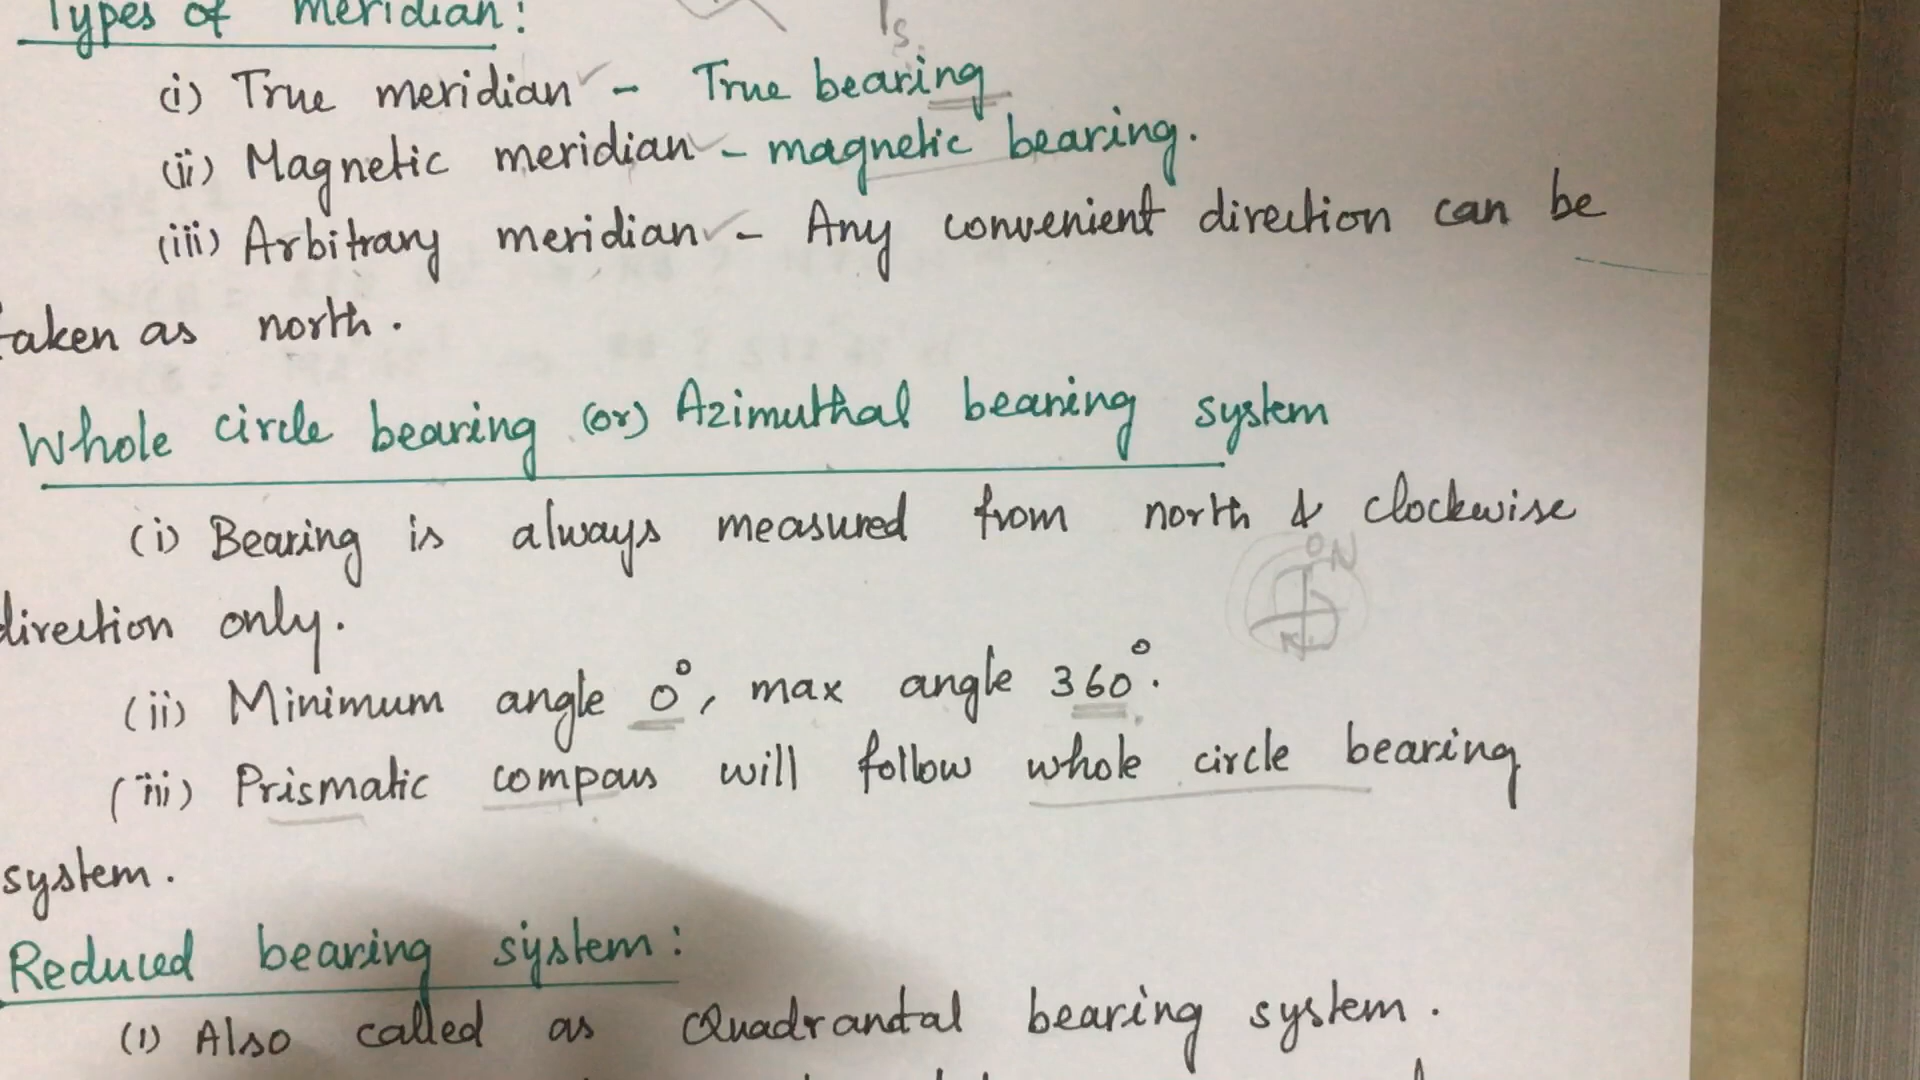 Types of meridian:
(i) True meridian - True bearing
(ii) Magnetic meridian - magnetic bearing.
(iii) Arbitrary meridian - Any convenient direction can be
taken as north.
Whole circle bearing (or) Azimuthal bearing system
(i) Bearing is always measured from north & clockwise
direction only.
N
(ii) Minimum angle 0°, max angle 360°.
(iii) Prismatic compass will follow whole circle bearing
system.
Reduced bearing system:
(i) Also called as Quadrantal bearing system.